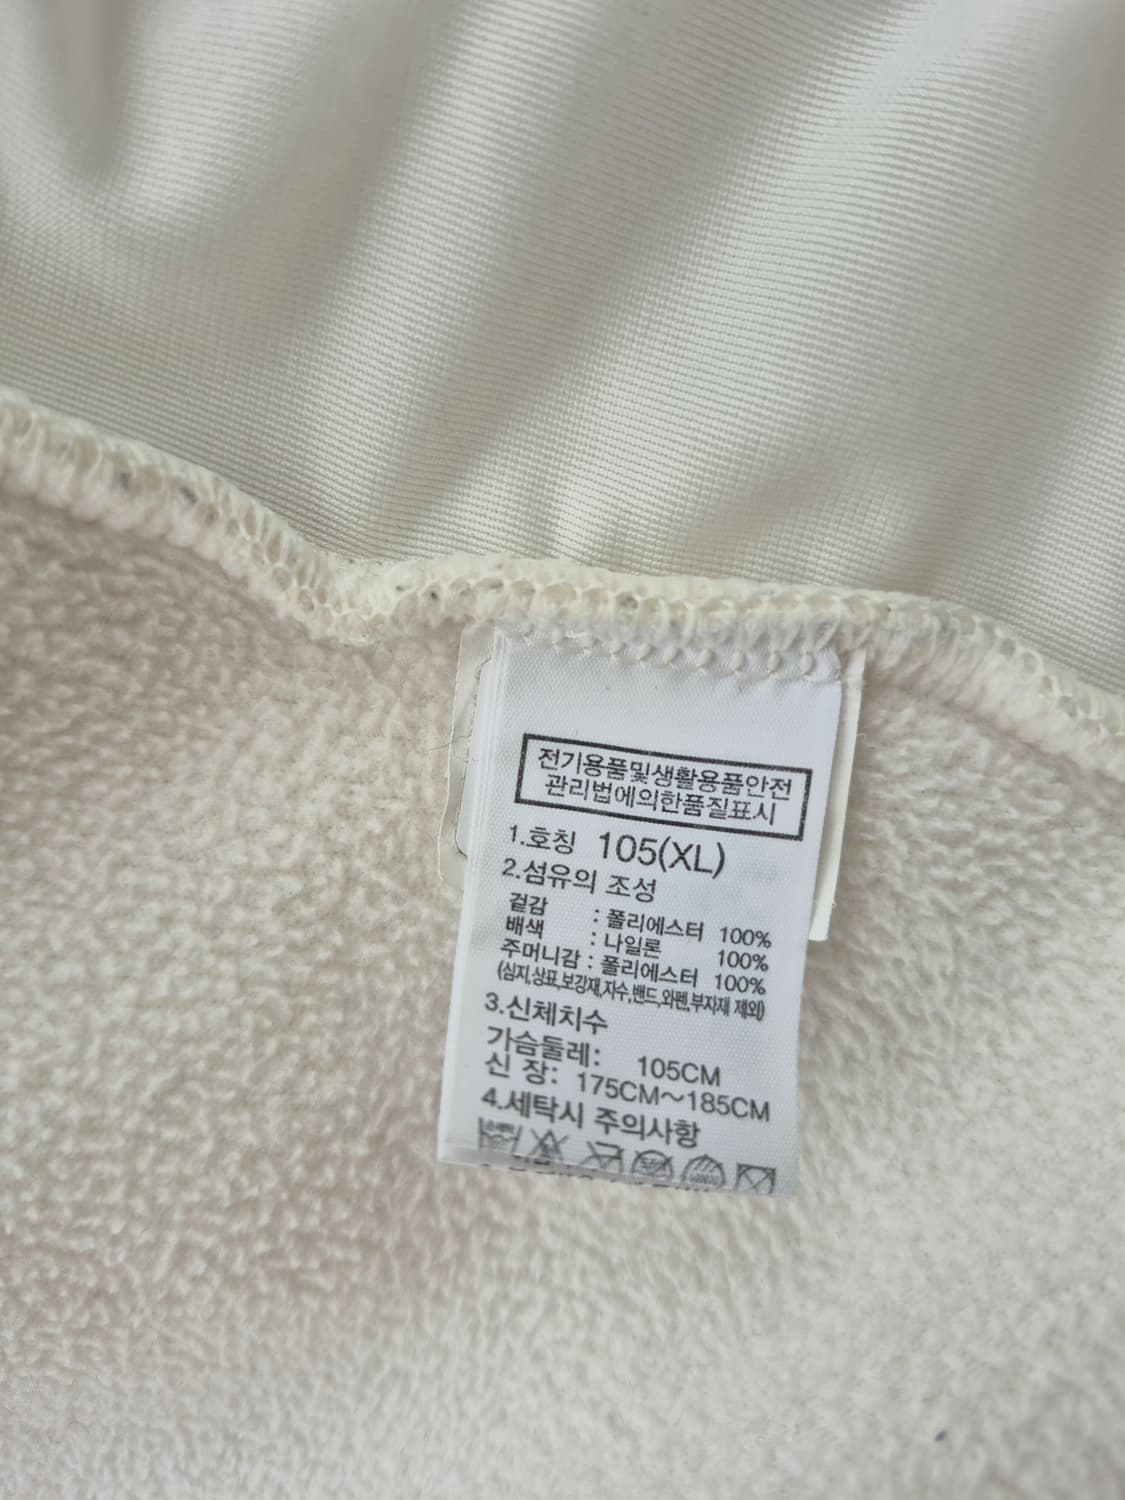 전기용품및생활용품안전
관리법에의한품질표시
1.호칭 105(XL)
2.섬유의 조성
겉감 : 폴리에스터 100%
배색 : 나일론 100%
주머니감 : 폴리에스터 100%
(심지,상표,보강재,자수,밴드,와펜,부자재 제외)
3.신체치수
가슴둘레: 105CM
신 장: 175CM~185CM
4.세탁시 주의사항